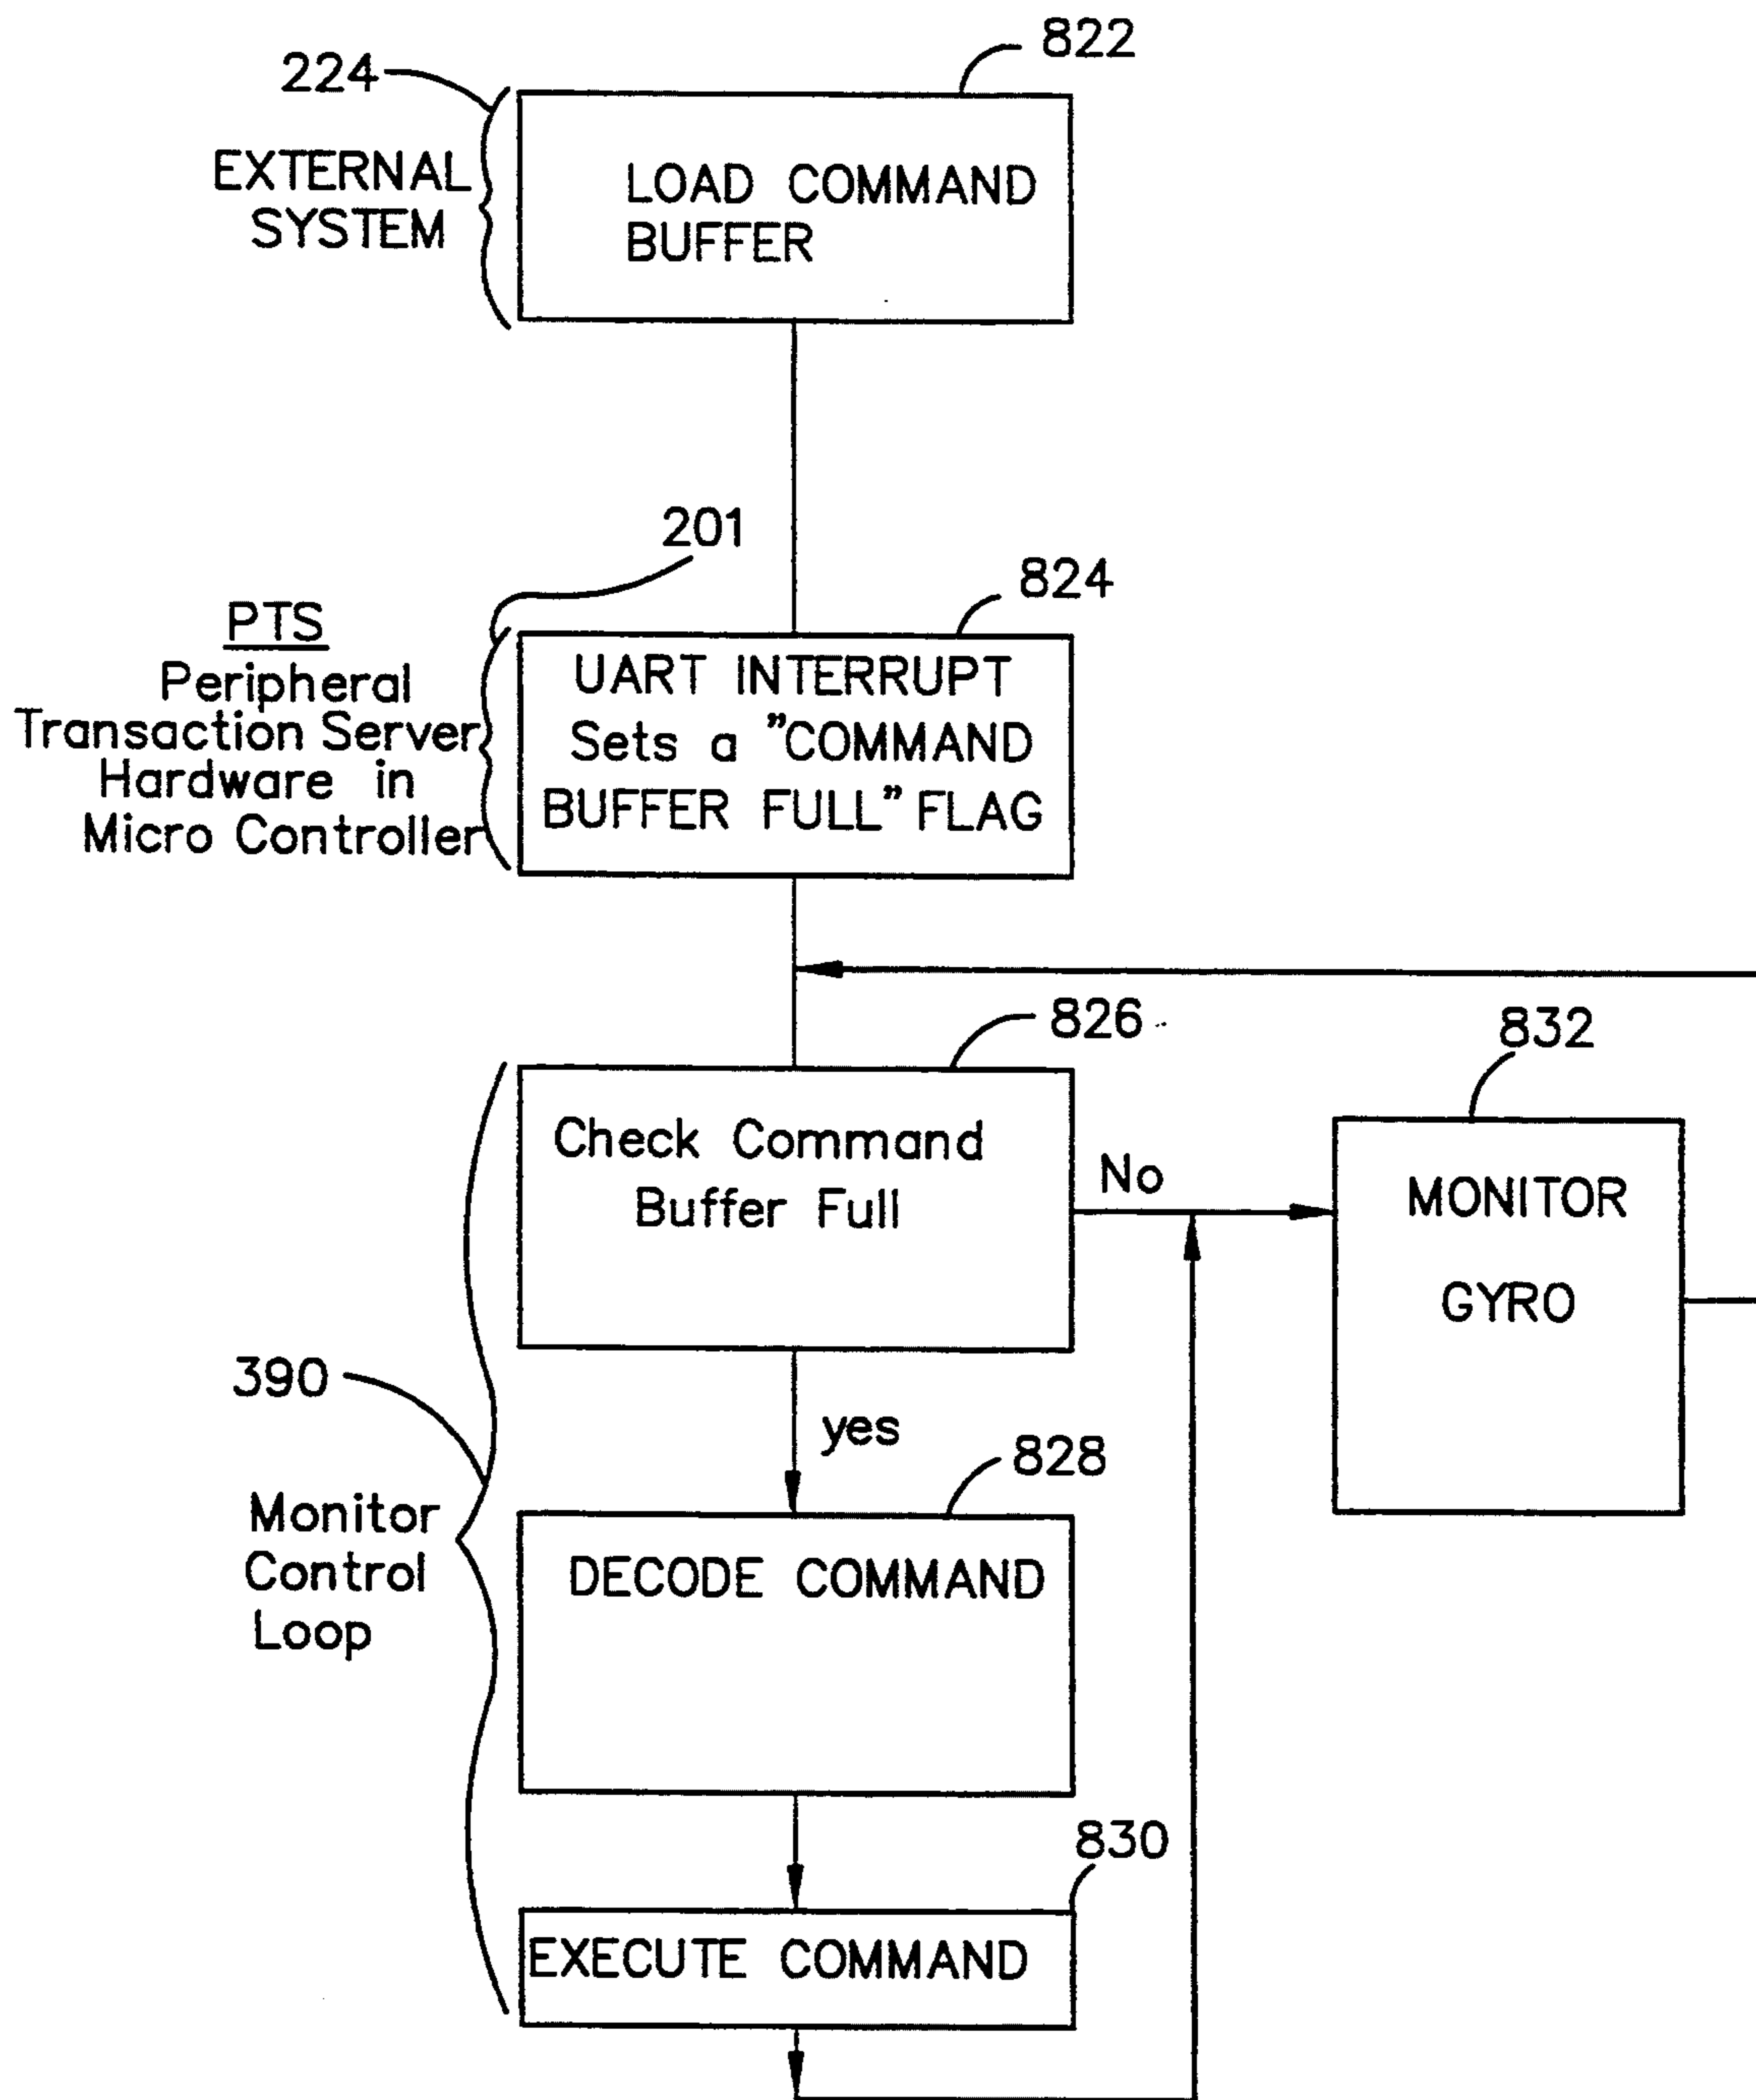 822
224
EXTERNAL
SYSTEM
LOAD COMMAND
BUFFER
201
824
PTS
Peripheral
Transaction Server
Hardware in
Micro Controller
UART INTERRUPT
Sets a "COMMAND
BUFFER FULL" FLAG
826
832
Check Command
Buffer Full
No
MONITOR
GYRO
390
yes
828
Monitor
Control
Loop
DECODE COMMAND
830
EXECUTE COMMAND